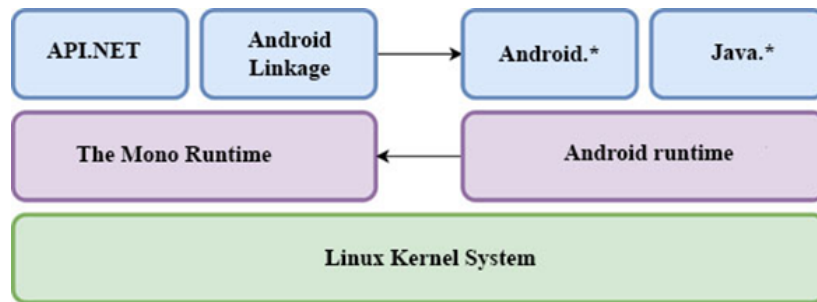 API.NET
Android
Linkage
Android.*
Java.*
The Mono Runtime
Android runtime
Linux Kernel System